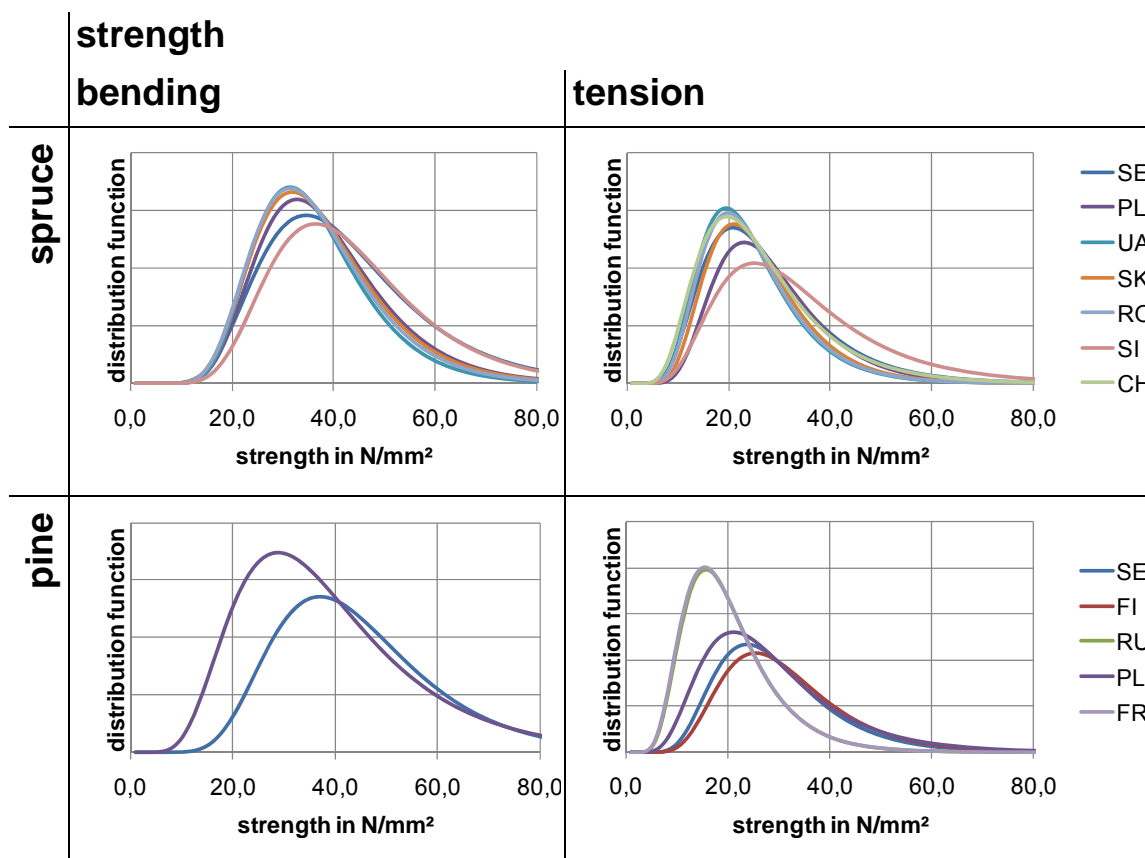 strength
bending
tension
spruce
distribution function
0,0 20,0 40,0 60,0 80,0
strength in N/mm²
distribution function
0,0 20,0 40,0 60,0 80,0
strength in N/mm²
SE
PL
UA
SK
RO
SI
CH
pine
distribution function
0,0 20,0 40,0 60,0 80,0
strength in N/mm²
distribution function
0,0 20,0 40,0 60,0 80,0
strength in N/mm²
SE
FI
RU
PL
FR